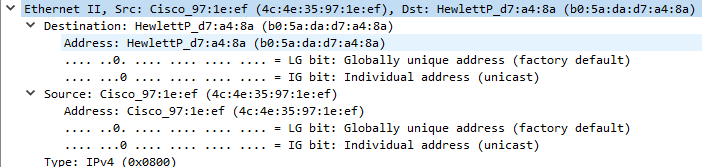 Ethernet II, Src: Cisco_97:1e:ef (4c:4e:35:97:1e:ef), Dst: HewlettP_d7:a4:8a (b0:5a:da:d7:a4:8a)
Destination: HewlettP_d7:a4:8a (b0:5a:da:d7:a4:8a)
Address: HewlettP_d7:a4:8a (b0:5a:da:d7:a4:8a)
.... ..0. .... .... .... .... = LG bit: Globally unique address (factory default)
.... ...0 .... .... .... .... = IG bit: Individual address (unicast)
Source: Cisco_97:1e:ef (4c:4e:35:97:1e:ef)
Address: Cisco_97:1e:ef (4c:4e:35:97:1e:ef)
.... ..0. .... .... .... .... = LG bit: Globally unique address (factory default)
.... ...0 .... .... .... .... = IG bit: Individual address (unicast)
Type: IPv4 (0x0800)